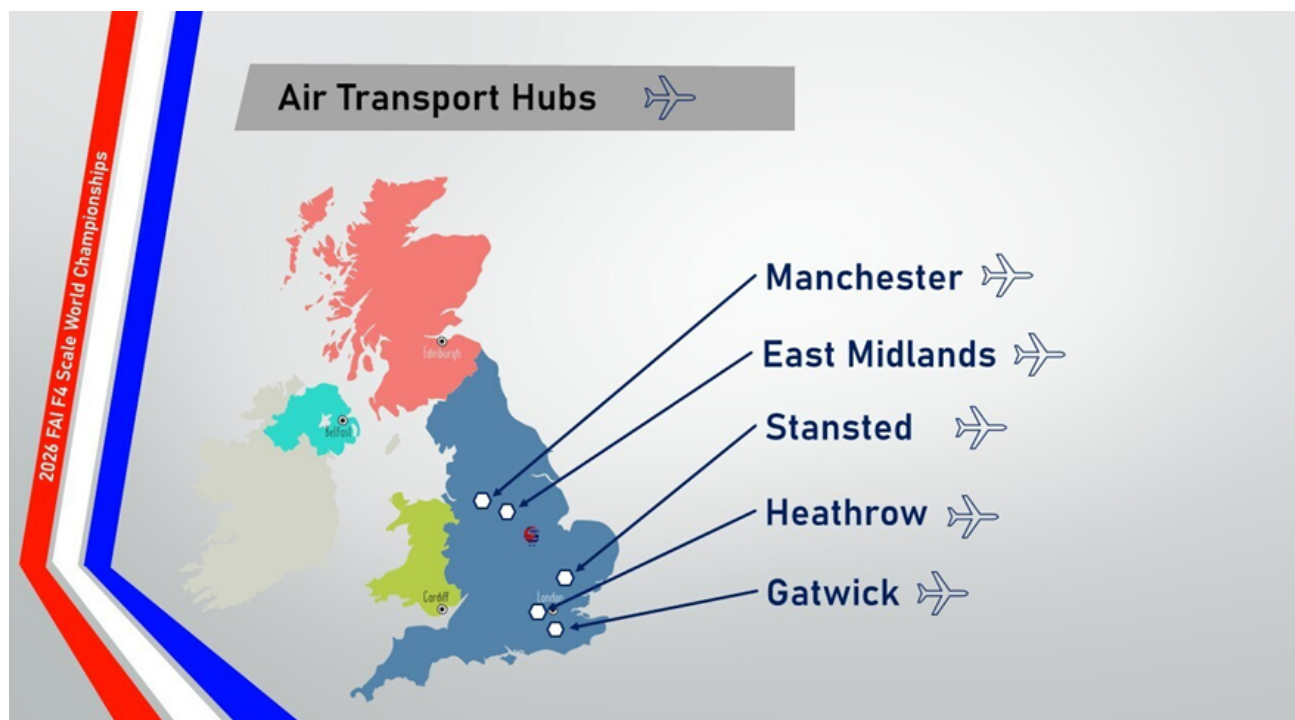 Air Transport Hubs
2026 FAI F4 Scale World Championships
Manchester
East Midlands
Stansted
Heathrow
Gatwick
Edinburgh
Belfast
Cardiff
London